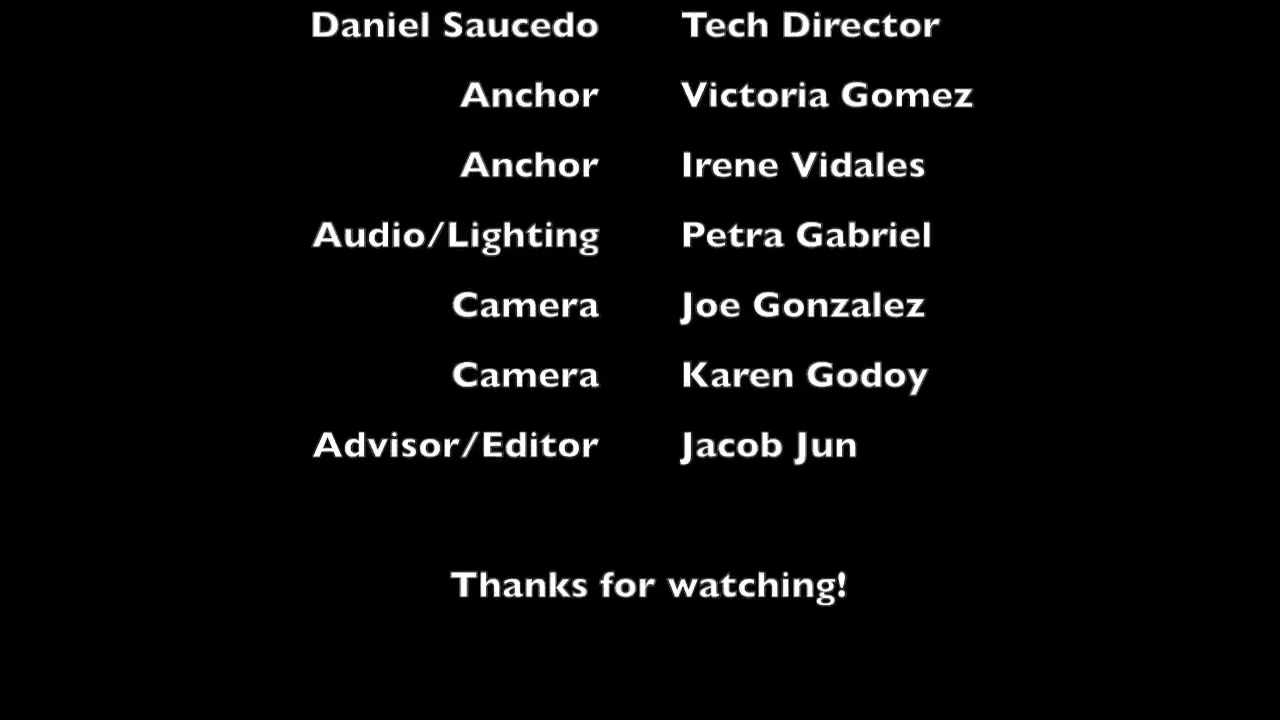 Daniel Saucedo Tech Director
Anchor Victoria Gomez
Anchor Irene Vidales
Audio/Lighting Petra Gabriel
Camera Joe Gonzalez
Camera Karen Godoy
Advisor/Editor Jacob Jun
Thanks for watching!